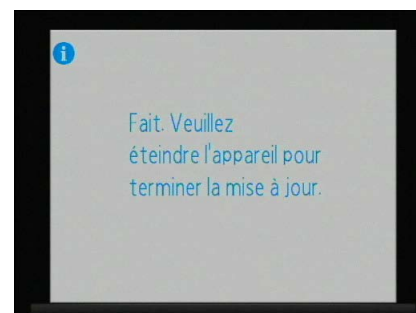 Fait. Veuillez
éteindre l'appareil pour
terminer la mise à jour.